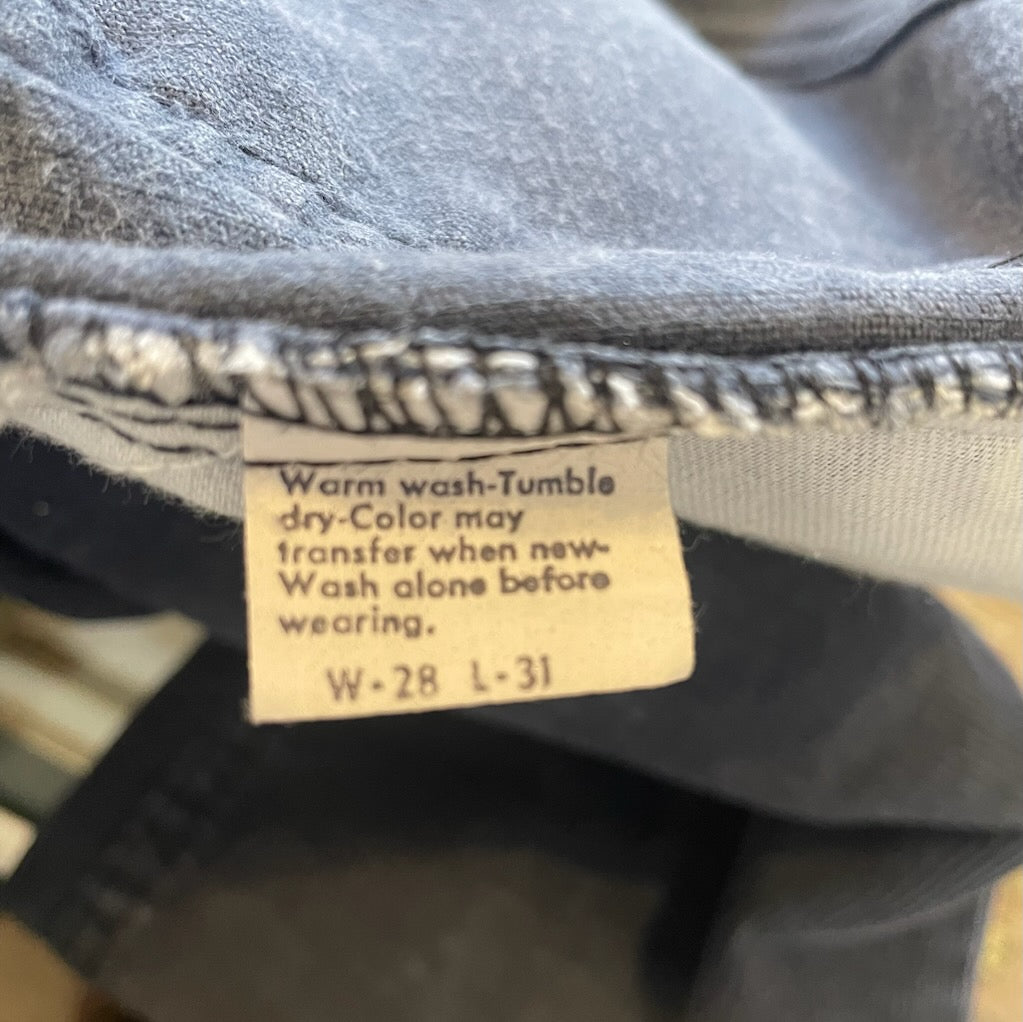 Warm wash-Tumble
dry-Color may
transfer when new-
Wash alone before
wearing.
W-28 L-31